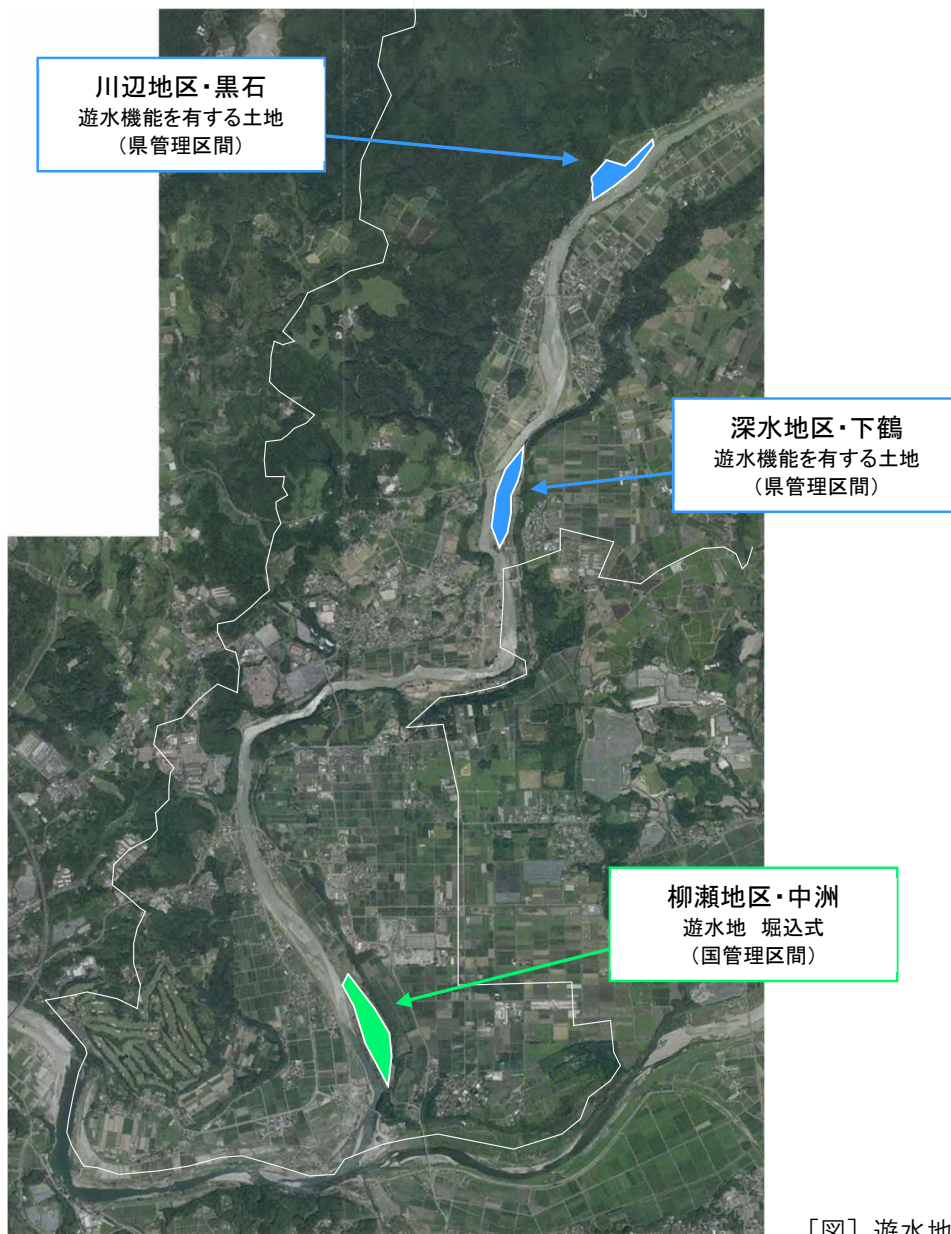 川辺地区・黒石
遊水機能を有する土地
（県管理区間）
深水地区・下鶴
遊水機能を有する土地
（県管理区間）
柳瀬地区・中洲
遊水地 堀込式
（国管理区間）
［図］遊水地